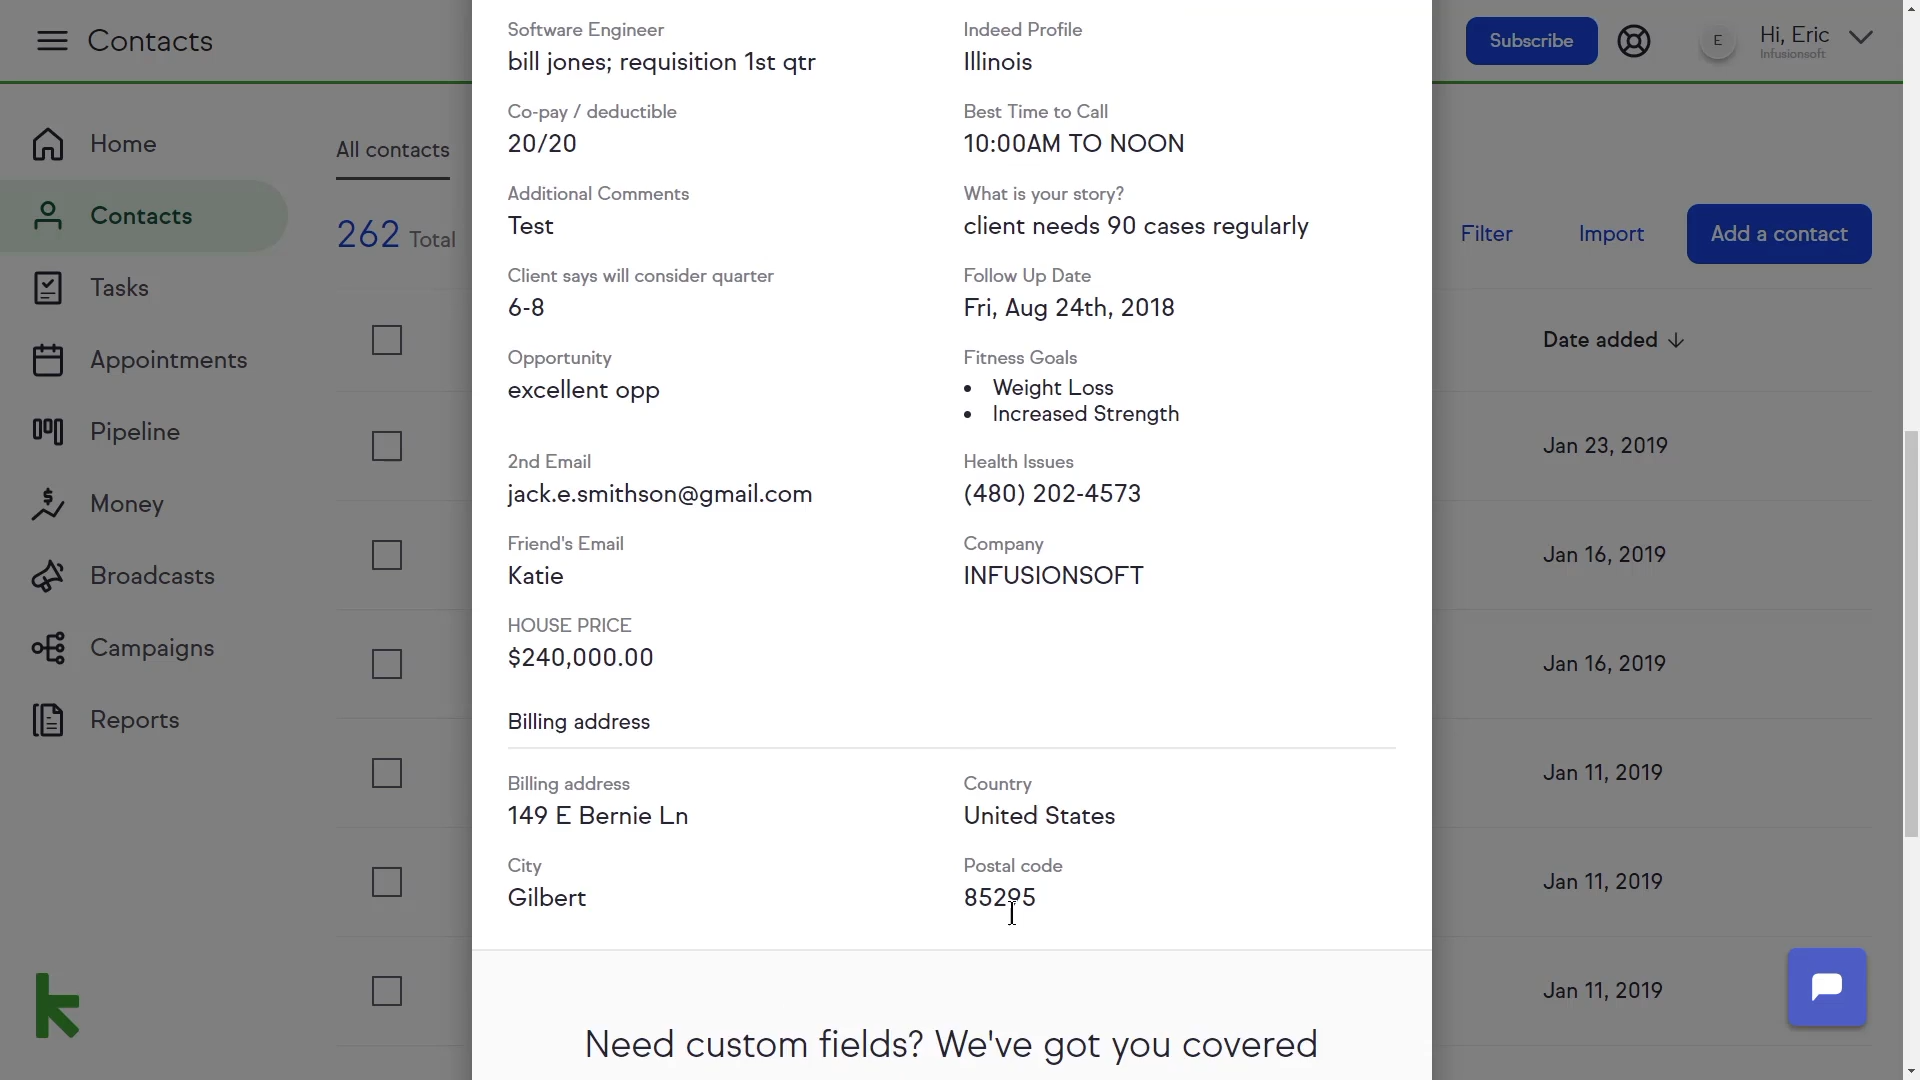 Contacts
Subscribe
E
Hi, Eric
Infusionsoft
Home
Contacts
Tasks
Appointments
Pipeline
Money
Broadcasts
Campaigns
Reports
All contacts
262 Total
Filter
Import
Add a contact
Date added
Jan 23, 2019
Jan 16, 2019
Jan 16, 2019
Jan 11, 2019
Jan 11, 2019
Jan 11, 2019
Software Engineer
bill jones; requisition 1st qtr
Indeed Profile
Illinois
Co-pay / deductible
20/20
Best Time to Call
10:00AM TO NOON
Additional Comments
Test
What is your story?
client needs 90 cases regularly
Client says will consider quarter
6-8
Follow Up Date
Fri, Aug 24th, 2018
Opportunity
excellent opp
Fitness Goals
• Weight Loss
• Increased Strength
2nd Email
jack.e.smithson@gmail.com
Health Issues
(480) 202-4573
Friend's Email
Katie
Company
INFUSIONSOFT
HOUSE PRICE
$240,000.00
Billing address
Billing address
149 E Bernie Ln
Country
United States
City
Gilbert
Postal code
85295
Need custom fields? We've got you covered